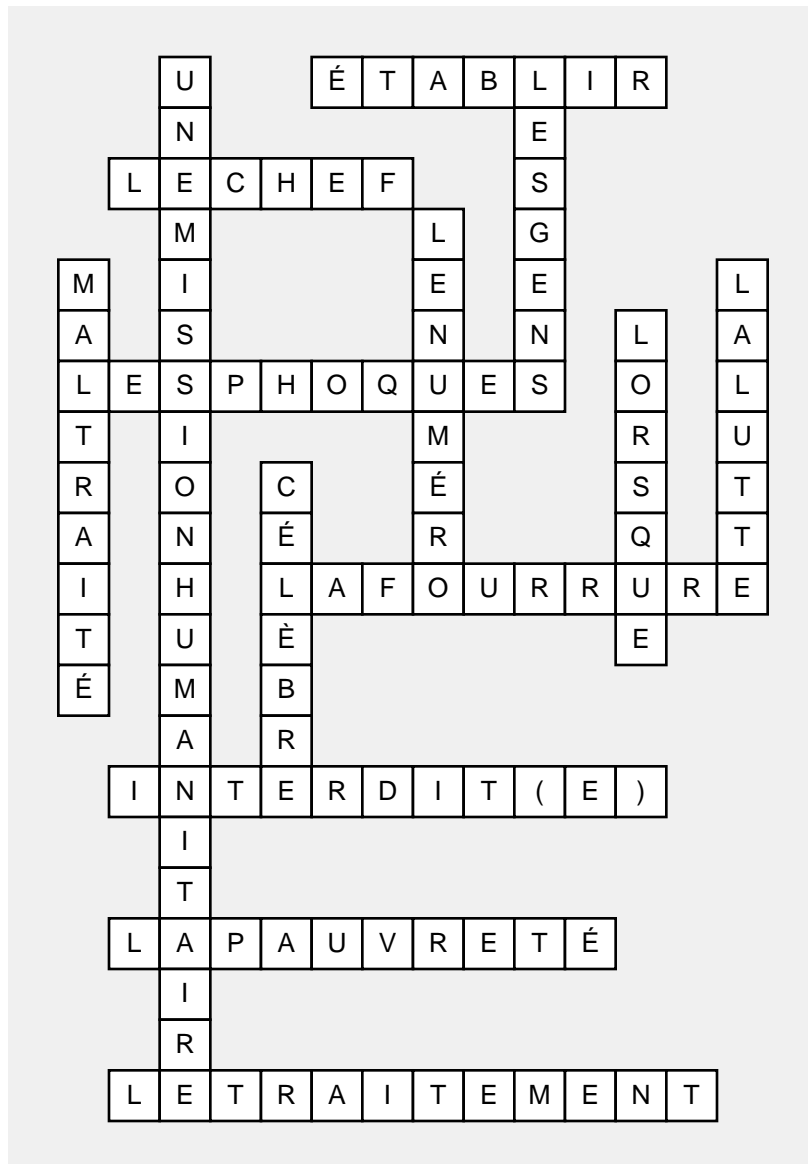 UNEMISSIONHUMANITAIRE
ÉTABLIR
LESGENS
LECHEF
LENUMÉRO
MALTRAITÉ
LALUTTE
LORSQUE
LESPHOQUES
CÉLÈBRE
LAFOURRURE
INTERDIT(E)
LAPAUVRETÉ
LETRAITEMENT